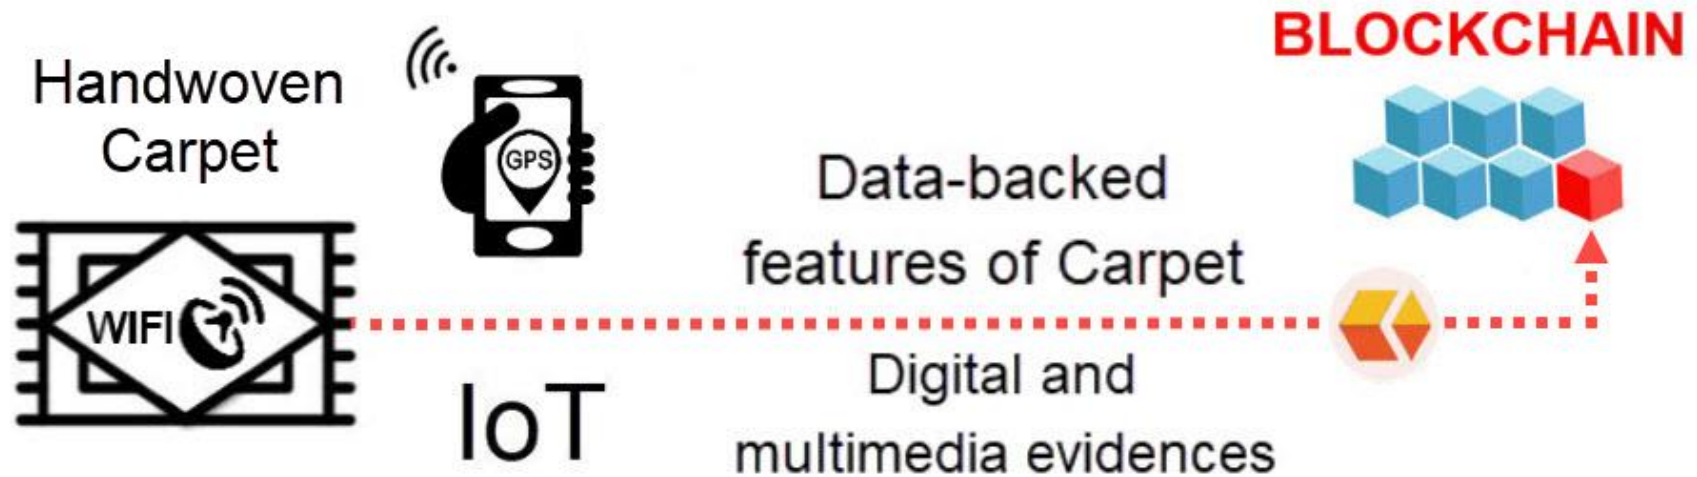 Handwoven
Carpet
WIFI
GPS
IoT
Data-backed
features of Carpet
Digital and
multimedia evidences
BLOCKCHAIN